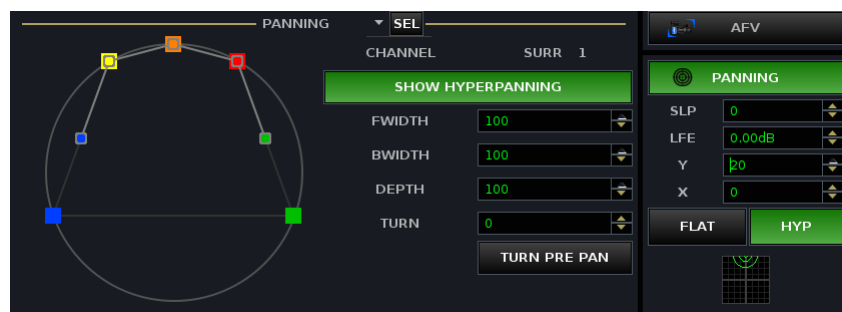 PANNING SEL
CHANNEL SURR 1
SHOW HYPERPANNING
FWIDTH 100
BWIDTH 100
DEPTH 100
TURN 0
TURN PRE PAN
AFV
PANNING
SLP 0
LFE 0.00dB
Y 20
X 0
FLAT HYP